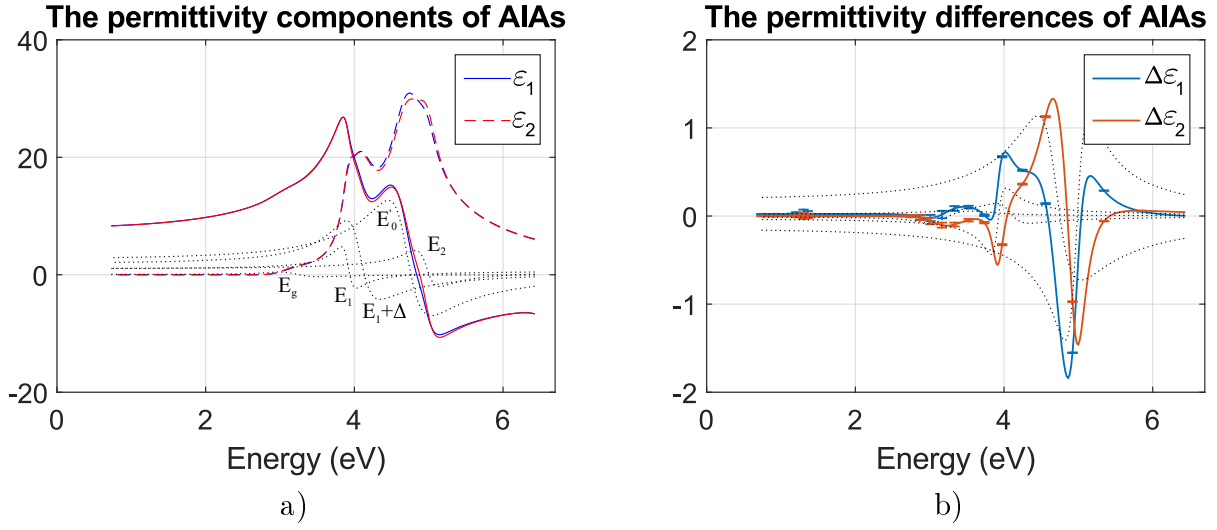 The permittivity components of AlAs
40
20
0
-20
0
2
4
6
ε1
ε2
E'0
E2
Eg
E1
E1+Δ
Energy (eV)
a)
The permittivity differences of AlAs
2
1
0
-1
-2
0
2
4
6
Δε1
Δε2
Energy (eV)
b)